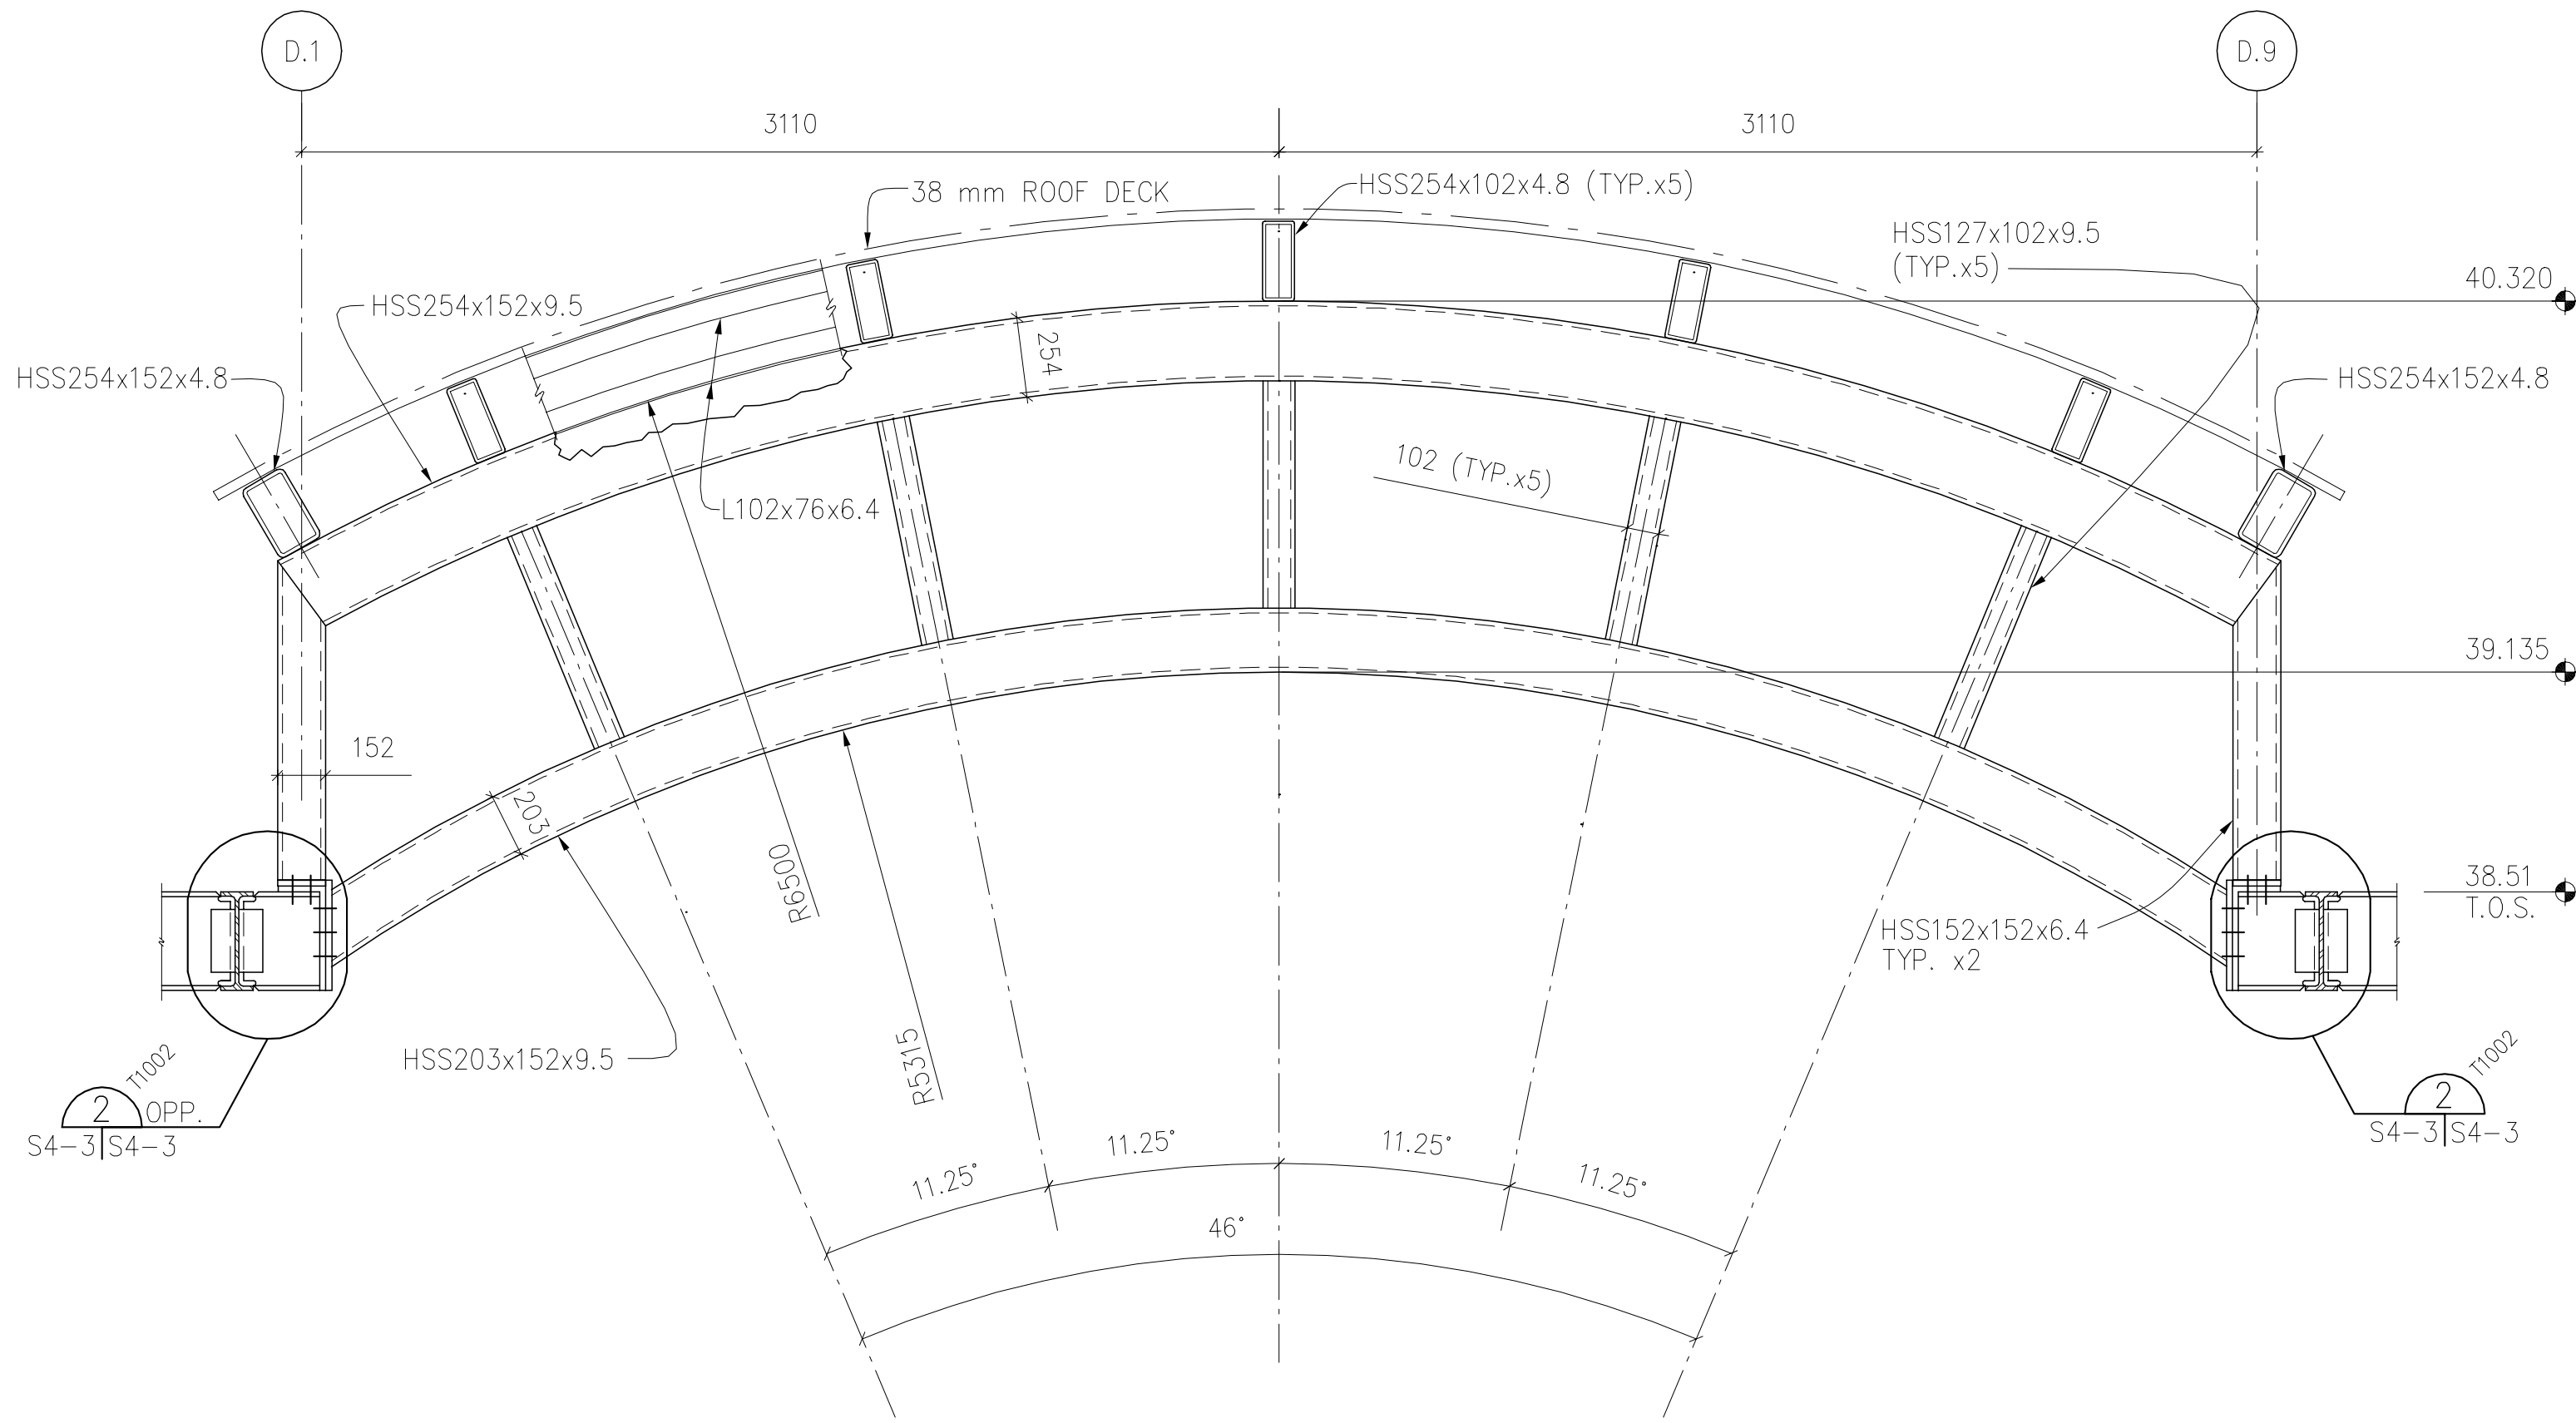 D.1
D.9
3110
3110
38 mm ROOF DECK
HSS254x102x4.8 (TYP.x5)
HSS127x102x9.5
(TYP.x5)
40.320
HSS254x152x9.5
254
HSS254x152x4.8
HSS254x152x4.8
102 (TYP.x5)
L102x76x6.4
39.135
152
203
R6500
38.51
T.O.S.
HSS152x152x6.4
TYP. x2
HSS203x152x9.5
R5315
T1002
2
OPP.
S4-3
S4-3
T1002
2
S4-3
S4-3
11.25°
11.25°
11.25°
11.25°
46°